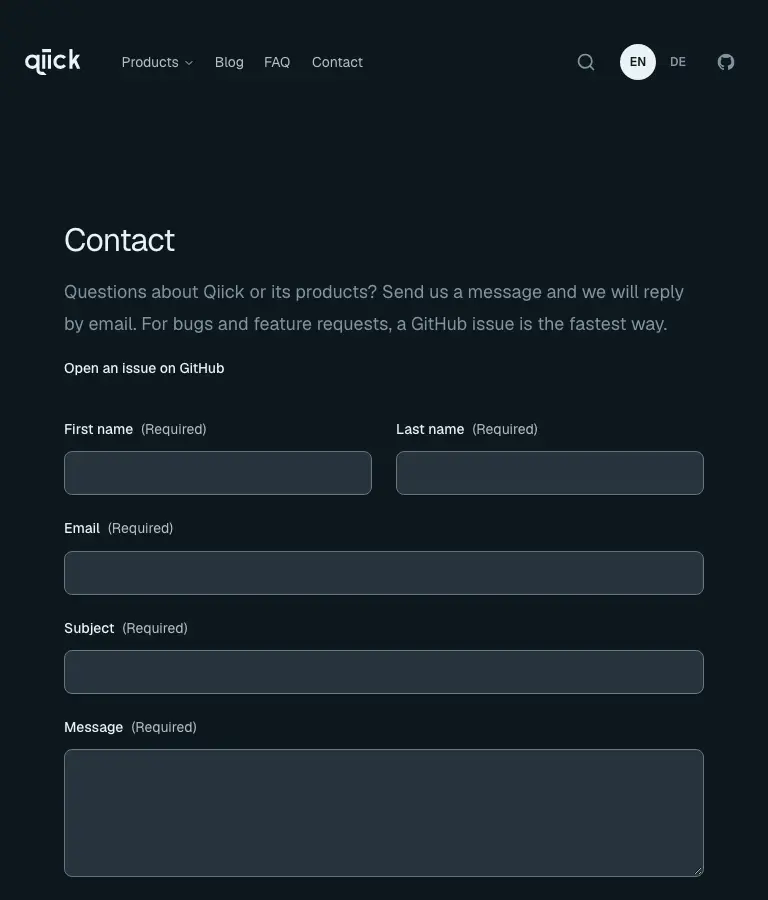 qiick
Products
Blog
FAQ
Contact
EN
DE
Contact
Questions about Qiick or its products? Send us a message and we will reply
by email. For bugs and feature requests, a GitHub issue is the fastest way.
Open an issue on GitHub
First name (Required)
Last name (Required)
Email (Required)
Subject (Required)
Message (Required)